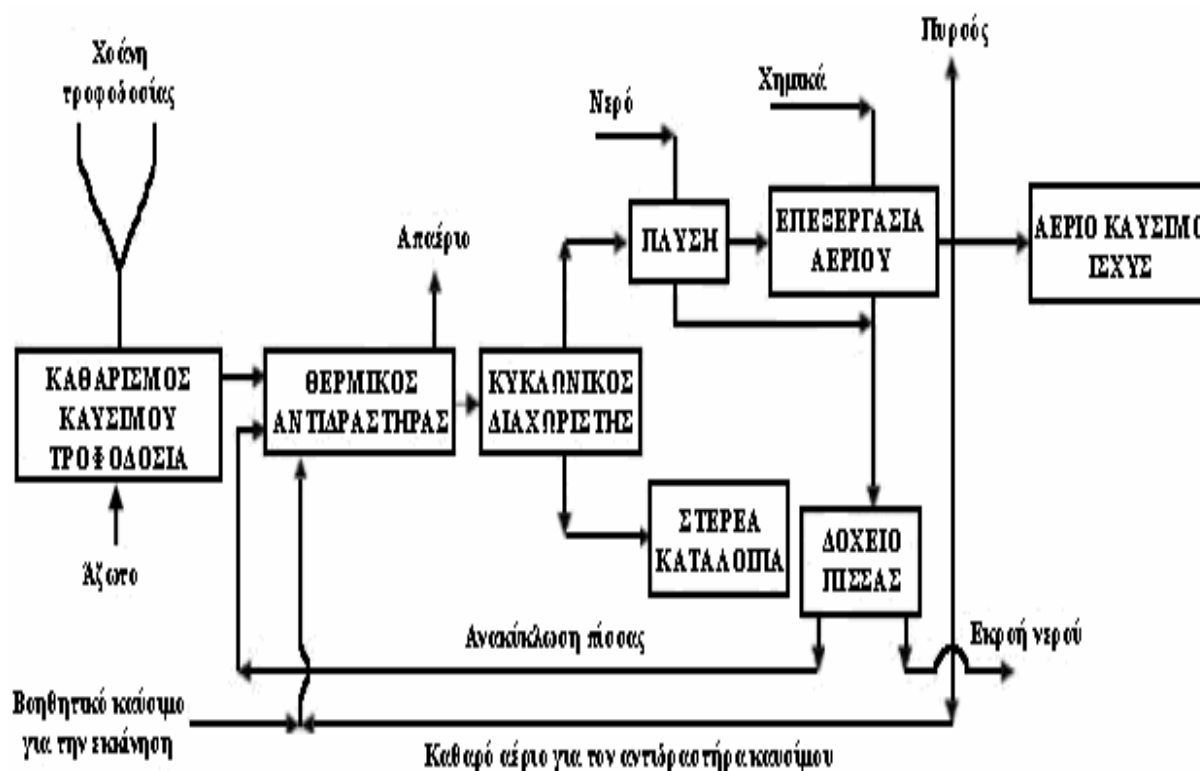 Χοάνη
τροφοδοσίας
Πυρσός
Νερό
Χημικά
Απαέριο
ΠΛΥΣΗ
ΕΠΕΞΕΡΓΑΣΙΑ
ΑΕΡΙΟΥ
ΑΕΡΙΟ ΚΑΥΣΙΜΟ
ΙΣΧΥΣ
ΚΑΘΑΡΙΣΜΟΣ
ΚΑΥΣΙΜΟΥ
ΤΡΟΦΟΔΟΣΙΑ
ΘΕΡΜΙΚΟΣ
ΑΝΤΙΔΡΑΣΤΗΡΑΣ
ΚΥΚΛΩΝΙΚΟΣ
ΔΙΑΧΩΡΙΣΤΗΣ
ΣΤΕΡΕΑ
ΚΑΤΑΛΟΙΠΑ
ΔΟΧΕΙΟ
ΠΙΣΣΑΣ
Άζωτο
Ανακύκλωση πίσσας
Εκροή νερού
Βοηθητικό καύσιμο
για την εκκίνηση
Καθαρό αέριο για τον αντιδραστήρα καυσίμου